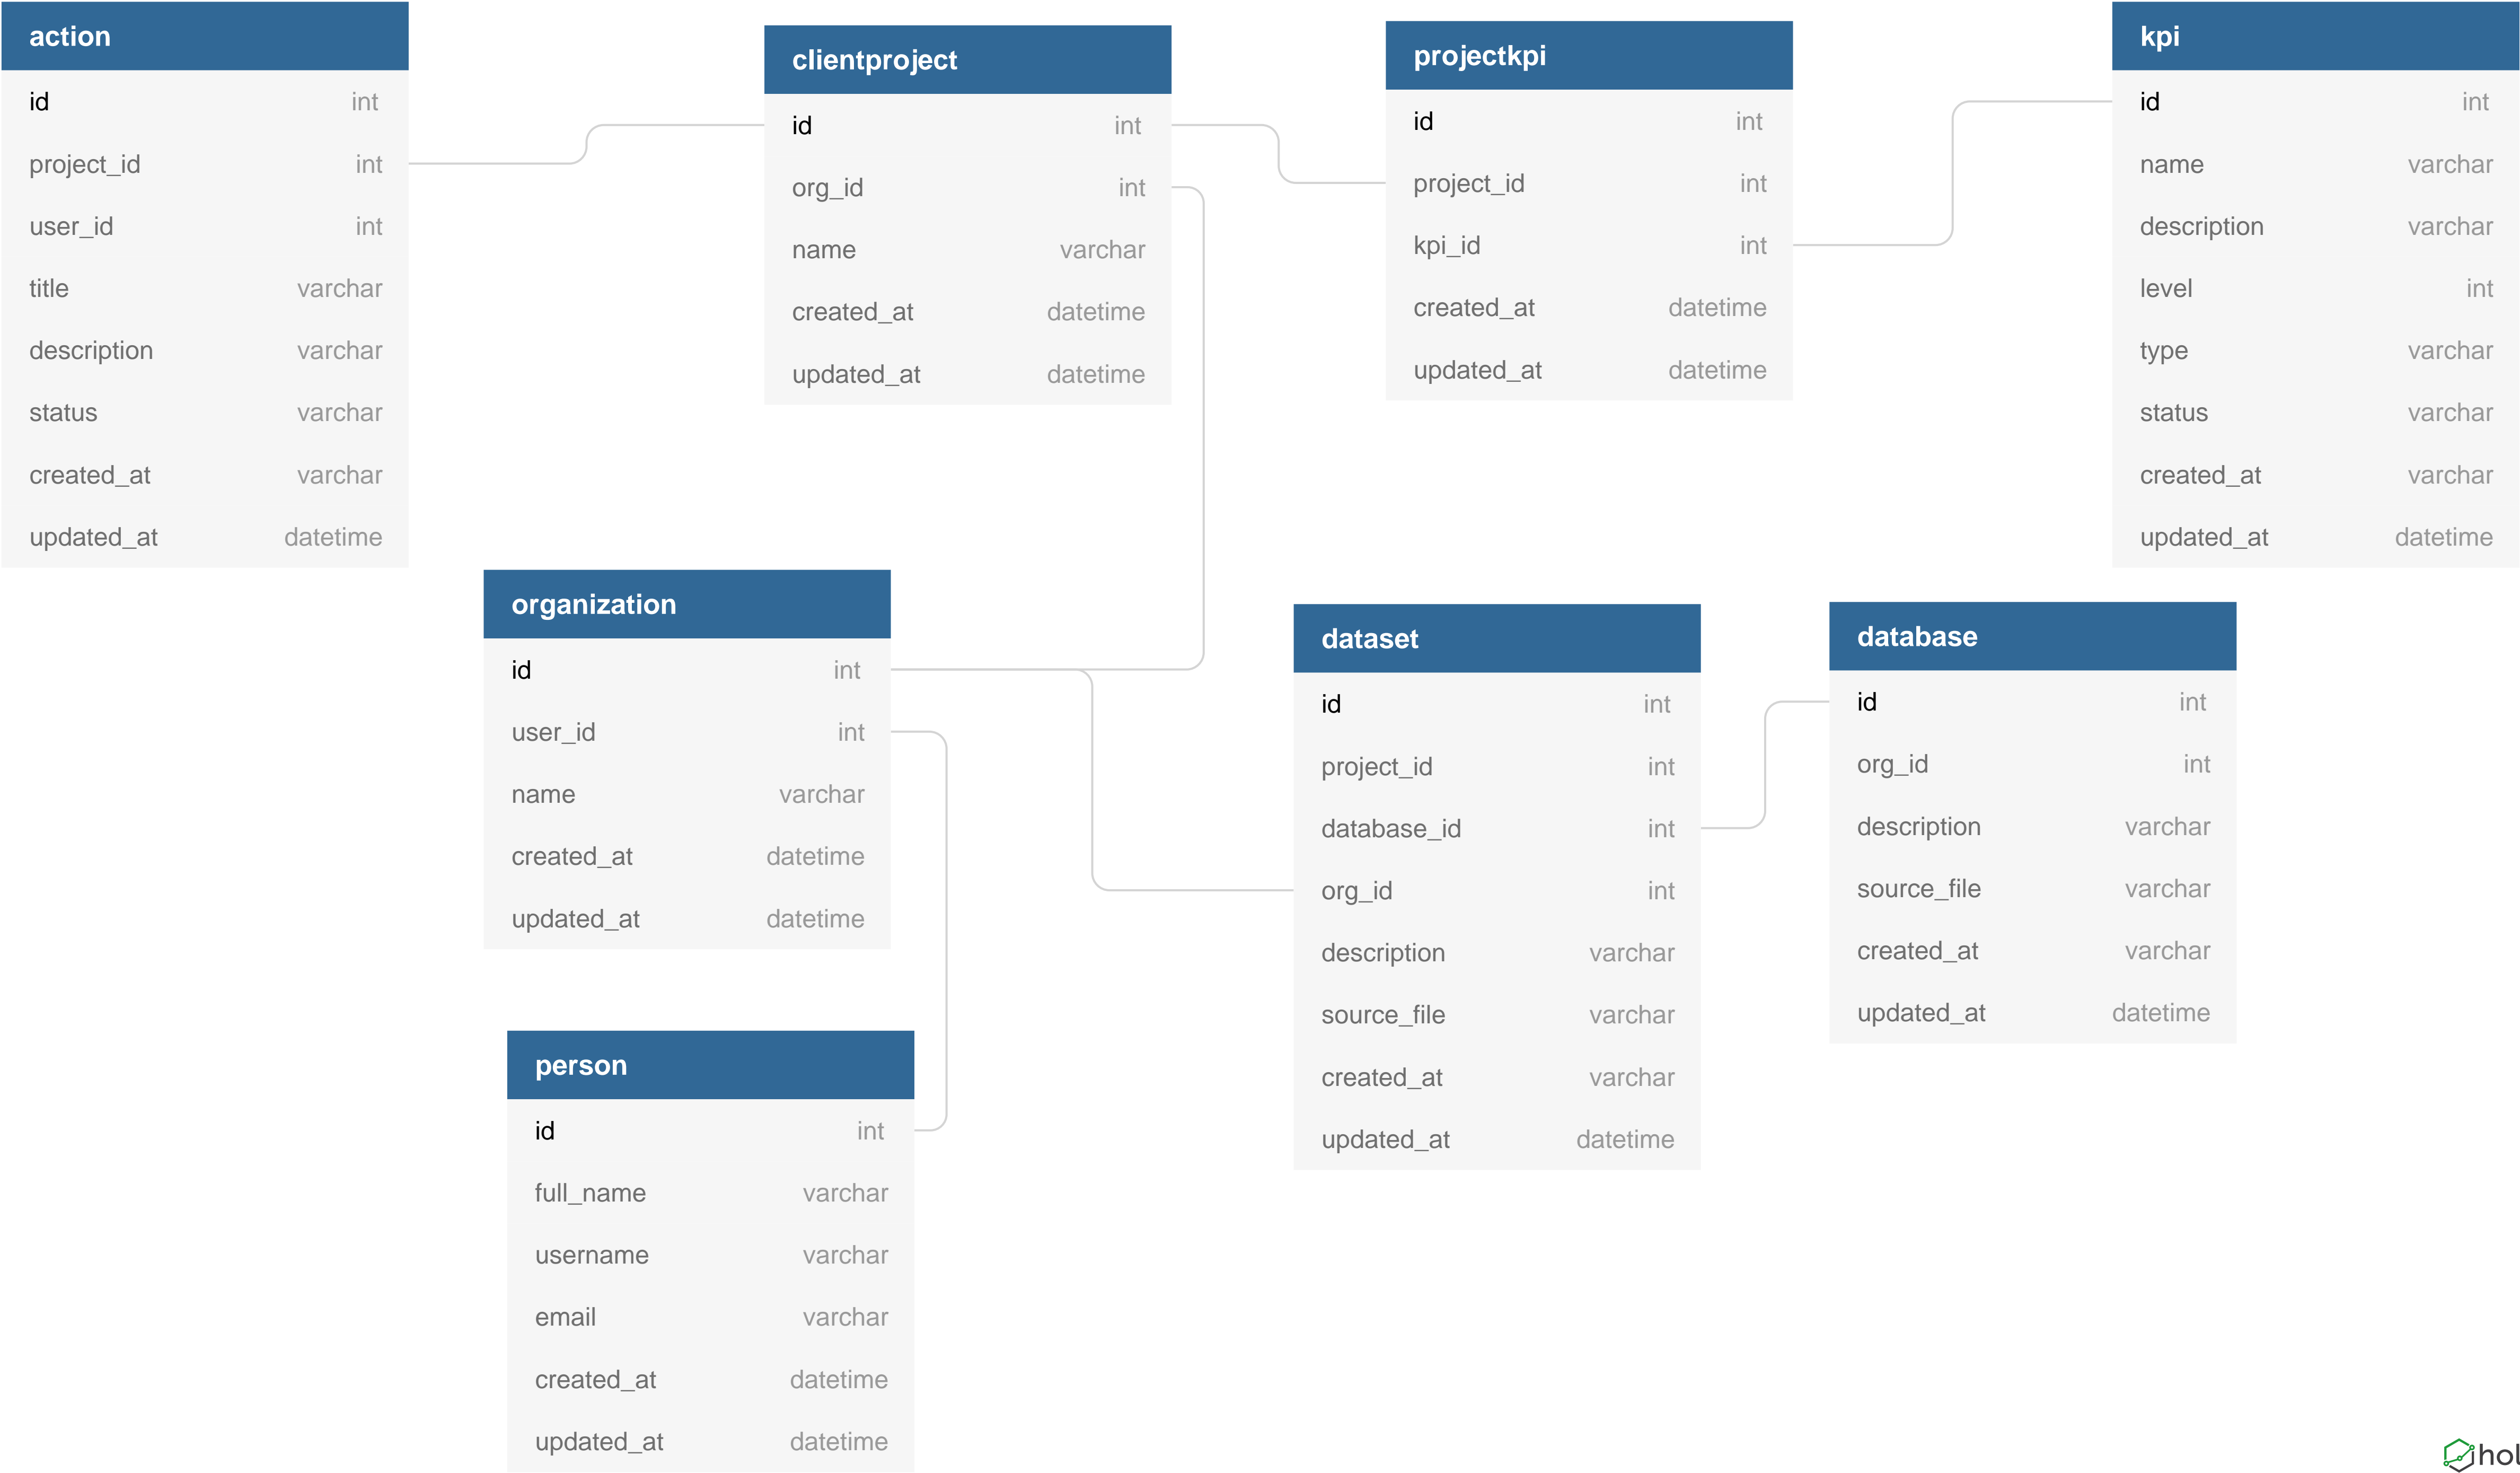 action
id int
project_id int
user_id int
title varchar
description varchar
status varchar
created_at varchar
updated_at datetime
clientproject
id int
org_id int
name varchar
created_at datetime
updated_at datetime
projectkpi
id int
project_id int
kpi_id int
created_at datetime
updated_at datetime
kpi
id int
name varchar
description varchar
level int
type varchar
status varchar
created_at varchar
updated_at datetime
organization
id int
user_id int
name varchar
created_at datetime
updated_at datetime
dataset
id int
project_id int
database_id int
org_id int
description varchar
source_file varchar
created_at varchar
updated_at datetime
database
id int
org_id int
description varchar
source_file varchar
created_at varchar
updated_at datetime
person
id int
full_name varchar
username varchar
email varchar
created_at datetime
updated_at datetime